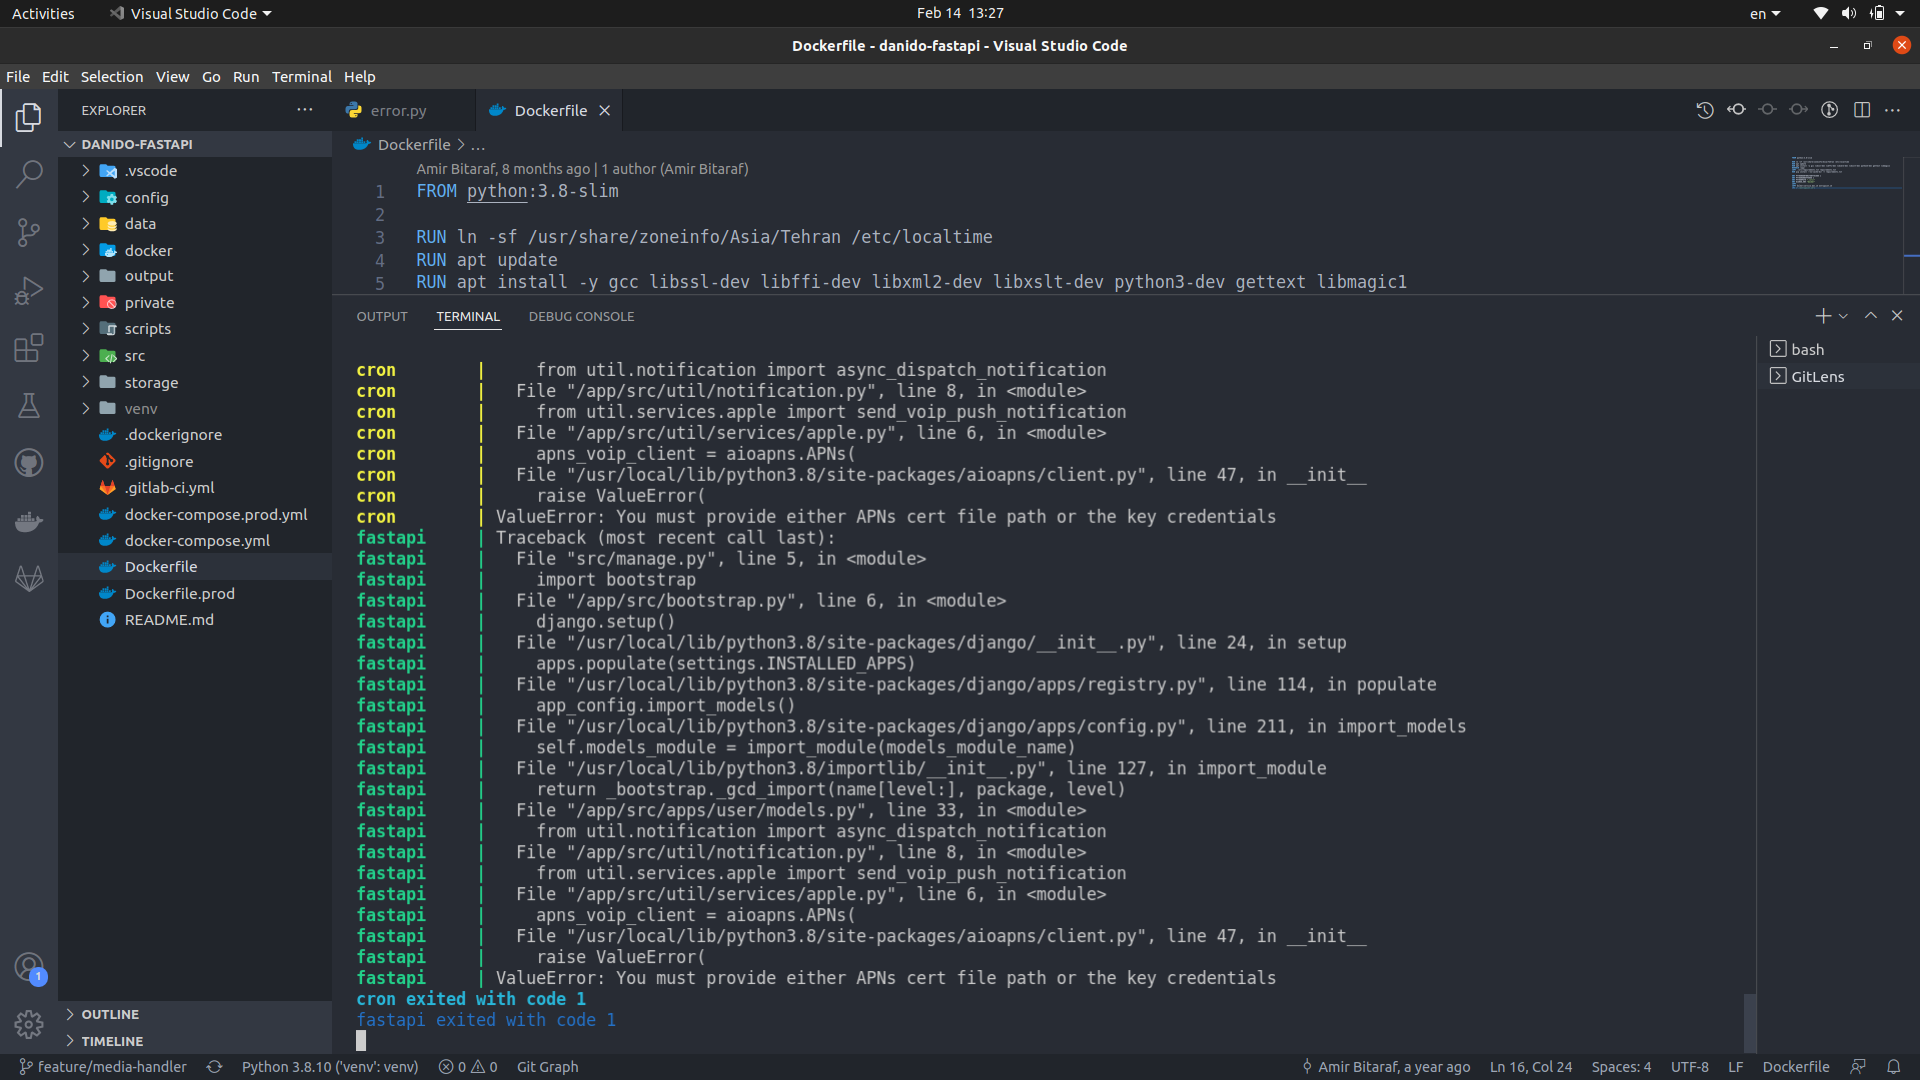 Activities
Visual Studio Code
Feb 14 13:27
en
Dockerfile - danido-fastapi - Visual Studio Code
File Edit Selection View Go Run Terminal Help
EXPLORER
error.py
Dockerfile
DANIDO-FASTAPI
.vscode
config
data
docker
output
private
scripts
src
storage
venv
.dockerignore
.gitignore
.gitlab-ci.yml
docker-compose.prod.yml
docker-compose.yml
Dockerfile
Dockerfile.prod
README.md
OUTLINE
TIMELINE
1
Dockerfile > ...
Amir Bitaraf, 8 months ago | 1 author (Amir Bitaraf)
1 FROM python:3.8-slim
2
3 RUN ln -sf /usr/share/zoneinfo/Asia/Tehran /etc/localtime
4 RUN apt update
5 RUN apt install -y gcc libssl-dev libffi-dev libxml2-dev libxslt-dev python3-dev gettext libmagic1
OUTPUT TERMINAL DEBUG CONSOLE
bash
GitLens
cron | from util.notification import async_dispatch_notification
cron | File "/app/src/util/notification.py", line 8, in <module>
cron | from util.services.apple import send_voip_push_notification
cron | File "/app/src/util/services/apple.py", line 6, in <module>
cron | apns_voip_client = aioapns.APNs(
cron | File "/usr/local/lib/python3.8/site-packages/aioapns/client.py", line 47, in __init__
cron | raise ValueError(
cron | ValueError: You must provide either APNs cert file path or the key credentials
fastapi | Traceback (most recent call last):
fastapi | File "src/manage.py", line 5, in <module>
fastapi | import bootstrap
fastapi | File "/app/src/bootstrap.py", line 6, in <module>
fastapi | django.setup()
fastapi | File "/usr/local/lib/python3.8/site-packages/django/__init__.py", line 24, in setup
fastapi | apps.populate(settings.INSTALLED_APPS)
fastapi | File "/usr/local/lib/python3.8/site-packages/django/apps/registry.py", line 114, in populate
fastapi | app_config.import_models()
fastapi | File "/usr/local/lib/python3.8/site-packages/django/apps/config.py", line 211, in import_models
fastapi | self.models_module = import_module(models_module_name)
fastapi | File "/usr/local/lib/python3.8/importlib/__init__.py", line 127, in import_module
fastapi | return _bootstrap._gcd_import(name[level:], package, level)
fastapi | File "/app/src/apps/user/models.py", line 33, in <module>
fastapi | from util.notification import async_dispatch_notification
fastapi | File "/app/src/util/notification.py", line 8, in <module>
fastapi | from util.services.apple import send_voip_push_notification
fastapi | File "/app/src/util/services/apple.py", line 6, in <module>
fastapi | apns_voip_client = aioapns.APNs(
fastapi | File "/usr/local/lib/python3.8/site-packages/aioapns/client.py", line 47, in __init__
fastapi | raise ValueError(
fastapi | ValueError: You must provide either APNs cert file path or the key credentials
cron exited with code 1
fastapi exited with code 1
feature/media-handler Python 3.8.10 ('venv': venv) 0 0 Git Graph Amir Bitaraf, a year ago Ln 16, Col 24 Spaces: 4 UTF-8 LF Dockerfile